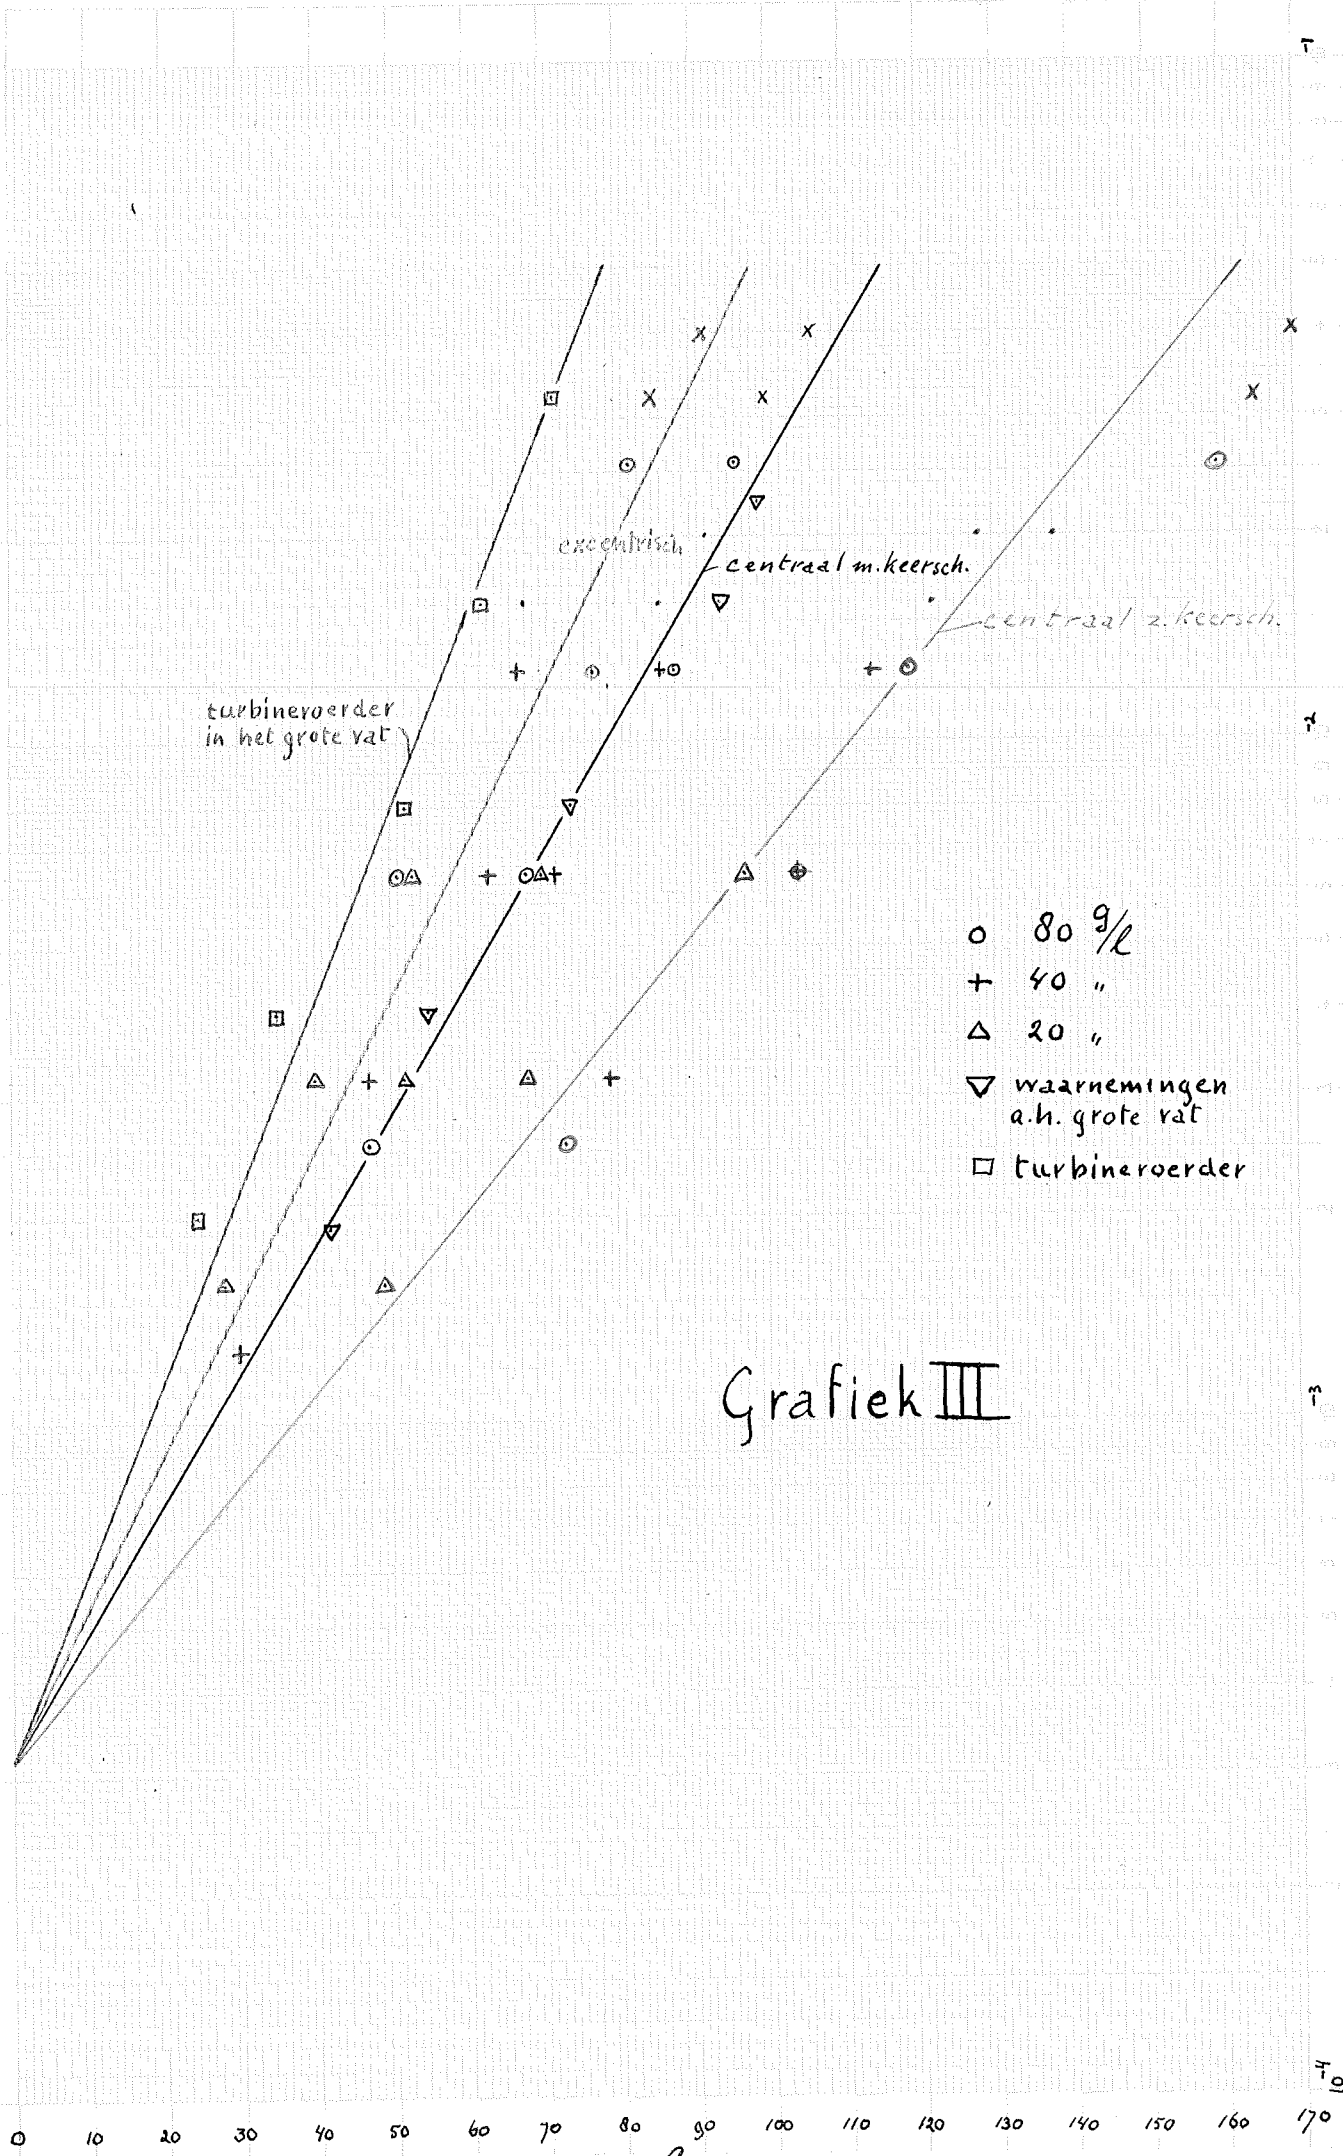 excentrisch
centraal m. keersch.
centraal z. keersch.
turbineroerder
in het grote vat
o 80 g/l
+ 40 "
△ 20 "
▽ waarnemingen
a.h. grote vat
□ turbineroerder
Grafiek III
0 10 20 30 40 50 60 70 80 90 100 110 120 130 140 150 160 170